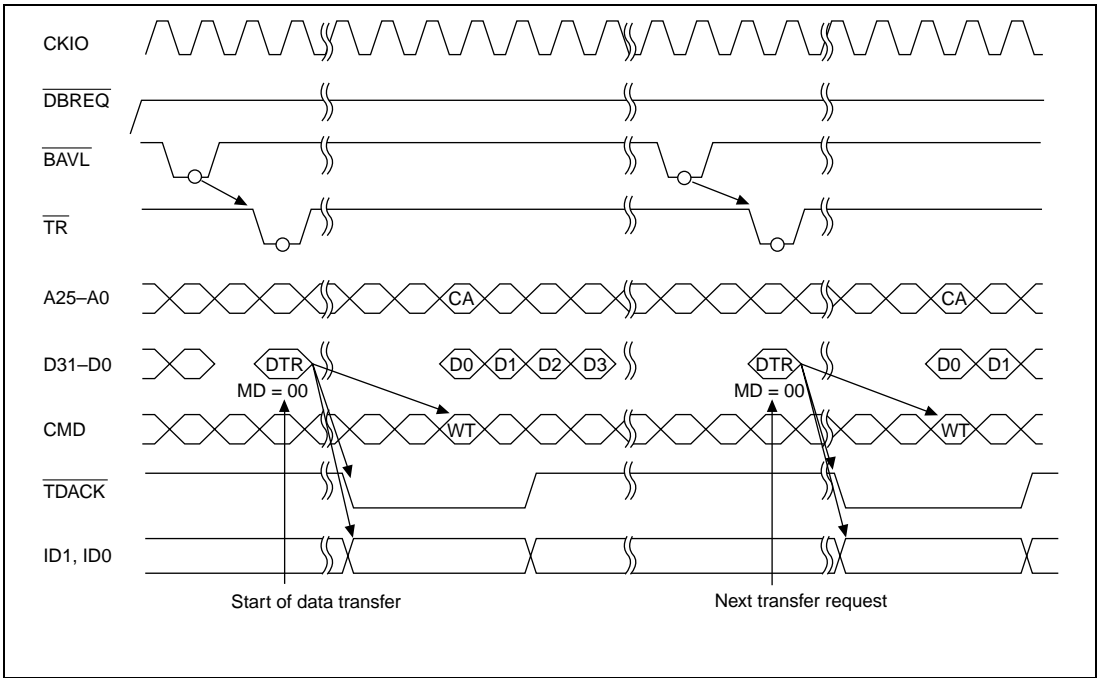 CKIO
DBREQ
BAVL
TR
A25–A0 CA CA
D31–D0 DTR D0 D1 D2 D3 DTR D0 D1
MD = 00 MD = 00
CMD WT WT
TDACK
ID1, ID0
Start of data transfer Next transfer request